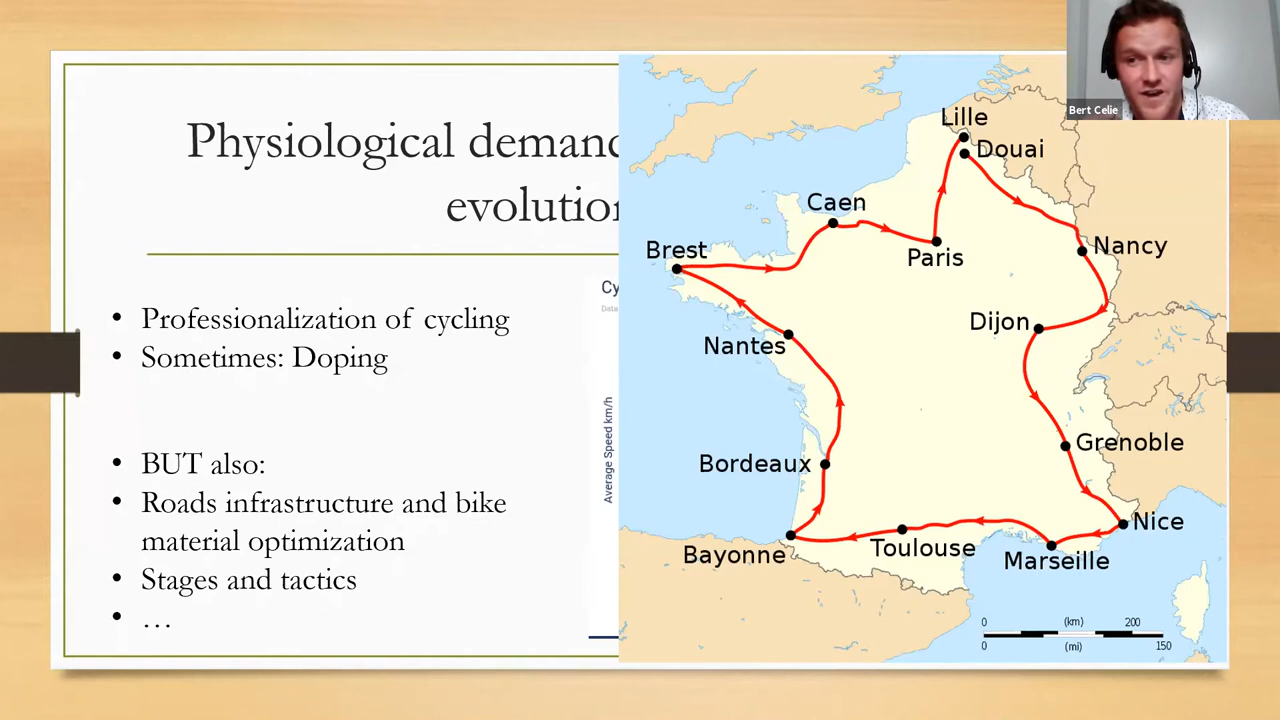 Physiological deman
evolution
Professionalization of cycling
Sometimes: Doping
BUT also:
Roads infrastructure and bike
material optimization
Stages and tactics
…
Cy
Data
Average Speed km/h
Lille
Douai
Caen
Paris
Nancy
Brest
Dijon
Nantes
Grenoble
Bordeaux
Nice
Bayonne
Toulouse
Marseille
0 (km) 200
0 (mi) 150
Bert Celie